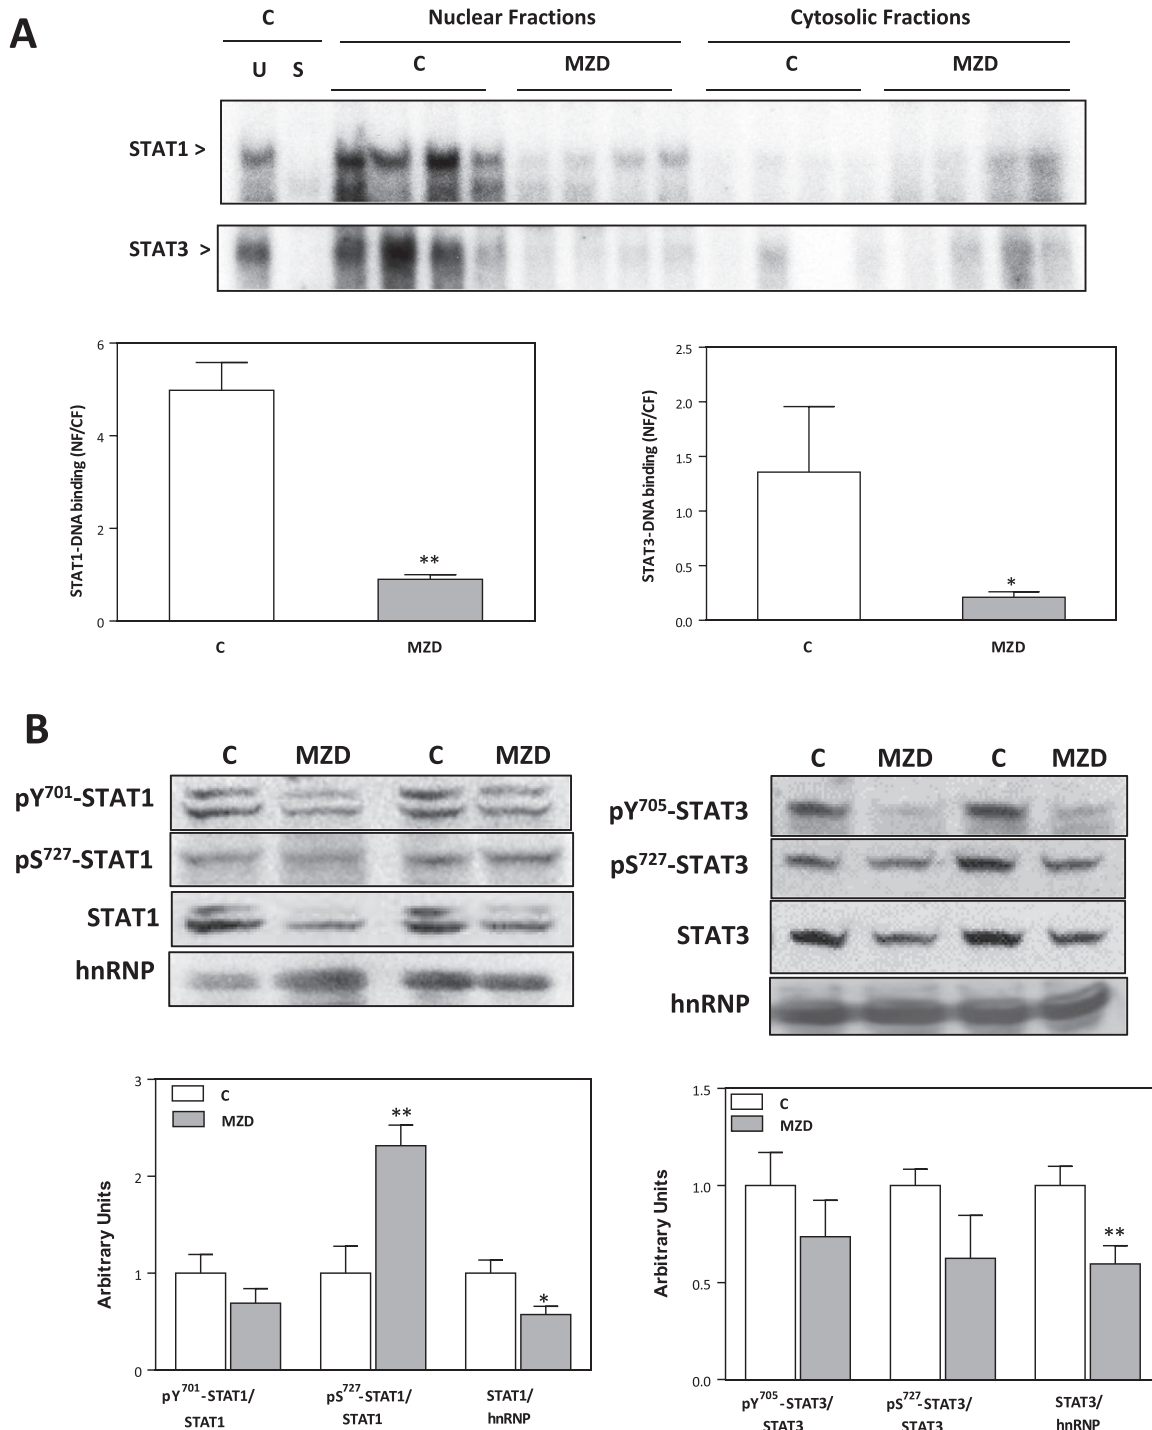 A
C
Nuclear Fractions
Cytosolic Fractions
U S
C
MZD
C
MZD
STAT1 >
STAT3 >
STAT1-DNA binding (NF/CF)
6
4
2
0
**
C
MZD
STAT3-DNA binding (NF/CF)
2.5
2.0
1.5
1.0
0.5
0.0
*
C
MZD
B
C MZD C MZD
pY701-STAT1
pS727-STAT1
STAT1
hnRNP
C MZD C MZD
pY705-STAT3
pS727-STAT3
STAT3
hnRNP
Arbitrary Units
3
2
1
0
C
MZD
**
*
pY701-STAT1/
STAT1
pS727-STAT1/
STAT1
STAT1/
hnRNP
Arbitrary Units
1.5
1.0
0.5
0.0
C
MZD
**
pY705-STAT3/
STAT3
pS727-STAT3/
STAT3
STAT3/
hnRNP